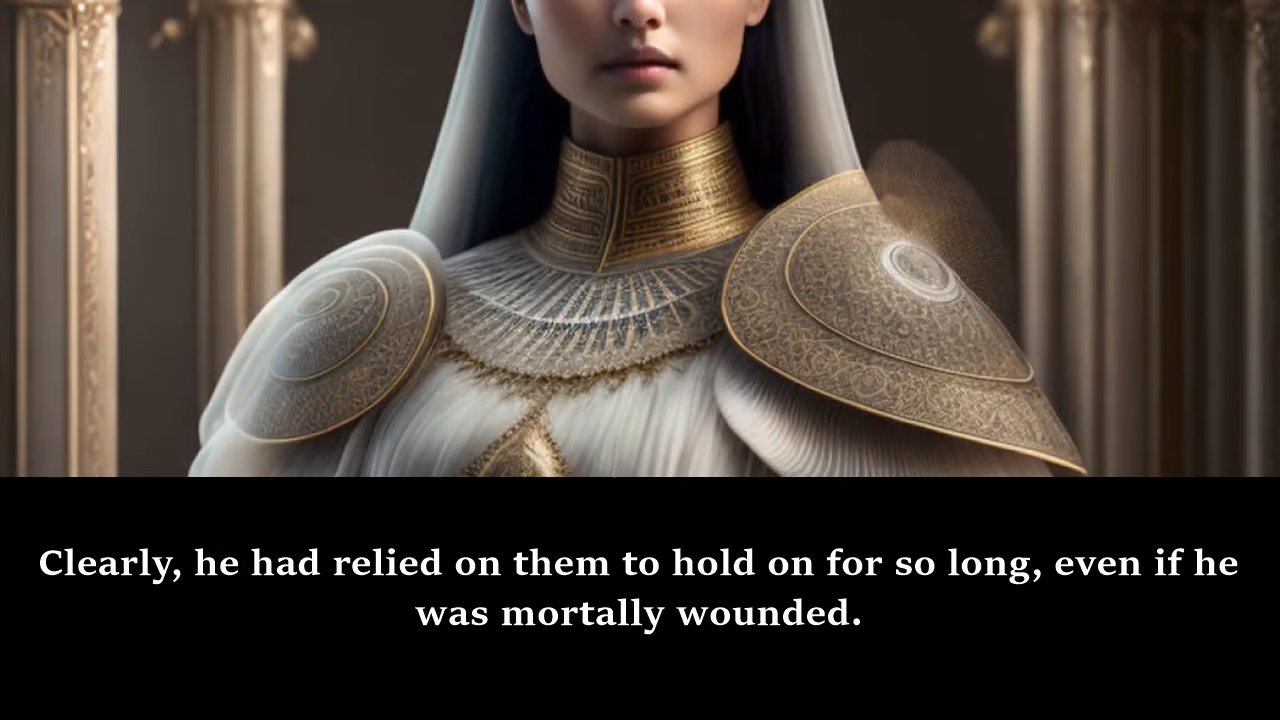 Clearly, he had relied on them to hold on for so long, even if he
was mortally wounded.